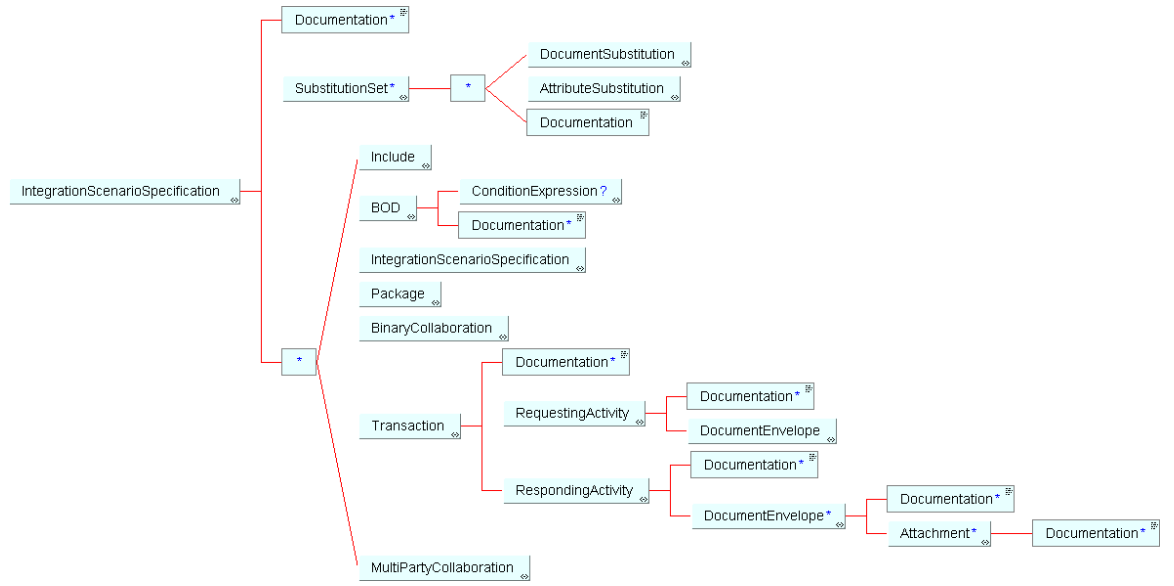 Documentation*
DocumentSubstitution
SubstitutionSet*
*
AttributeSubstitution
Documentation
Include
IntegrationScenarioSpecification
ConditionExpression?
BOD
Documentation*
IntegrationScenarioSpecification
Package
BinaryCollaboration
*
Documentation*
Documentation*
RequestingActivity
Transaction
DocumentEnvelope
Documentation*
RespondingActivity
Documentation*
DocumentEnvelope*
Attachment*
Documentation*
MultiPartyCollaboration